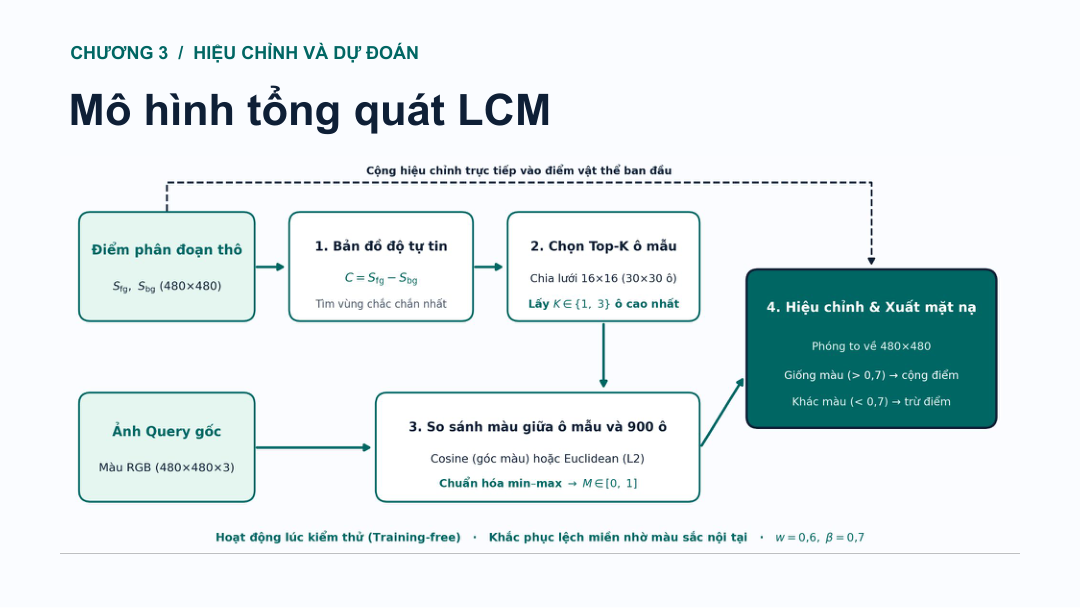 CHƯƠNG 3 / HIỆU CHỈNH VÀ DỰ ĐOÁN
Mô hình tổng quát LCM
Cộng hiệu chỉnh trực tiếp vào điểm vật thể ban đầu
Điểm phân đoạn thô
S_fg, S_bg (480×480)
1. Bản đồ độ tự tin
C = S_fg − S_bg
Tìm vùng chắc chắn nhất
2. Chọn Top-K ô mẫu
Chia lưới 16×16 (30×30 ô)
Lấy K ∈ {1, 3} ô cao nhất
4. Hiệu chỉnh & Xuất mặt nạ
Phóng to về 480×480
Giống màu (> 0,7) → cộng điểm
Khác màu (< 0,7) → trừ điểm
Ảnh Query gốc
Màu RGB (480×480×3)
3. So sánh màu giữa ô mẫu và 900 ô
Cosine (góc màu) hoặc Euclidean (L2)
Chuẩn hóa min–max → M ∈ [0, 1]
Hoạt động lúc kiểm thử (Training-free) · Khắc phục lệch miền nhờ màu sắc nội tại · w = 0,6, β = 0,7